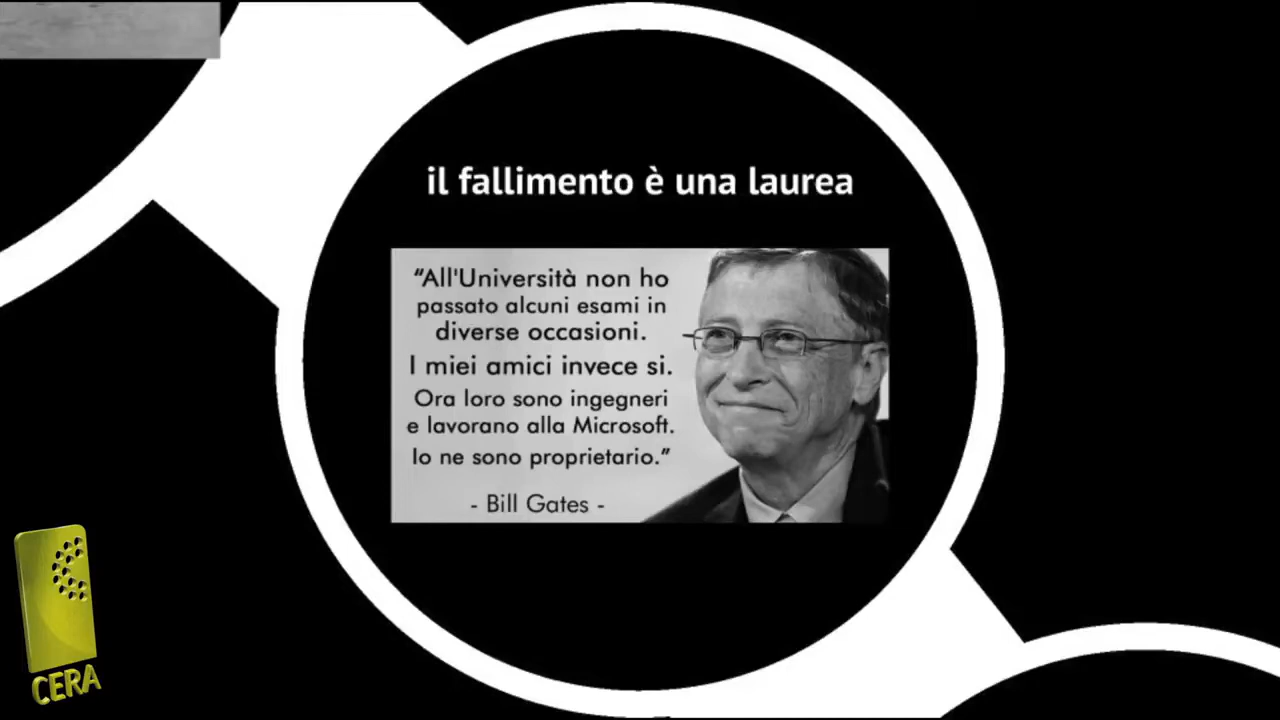 il fallimento è una laurea
“All'Università non ho
passato alcuni esami in
diverse occasioni.
I miei amici invece si.
Ora loro sono ingegneri
e lavorano alla Microsoft.
Io ne sono proprietario.”
- Bill Gates -
CERA